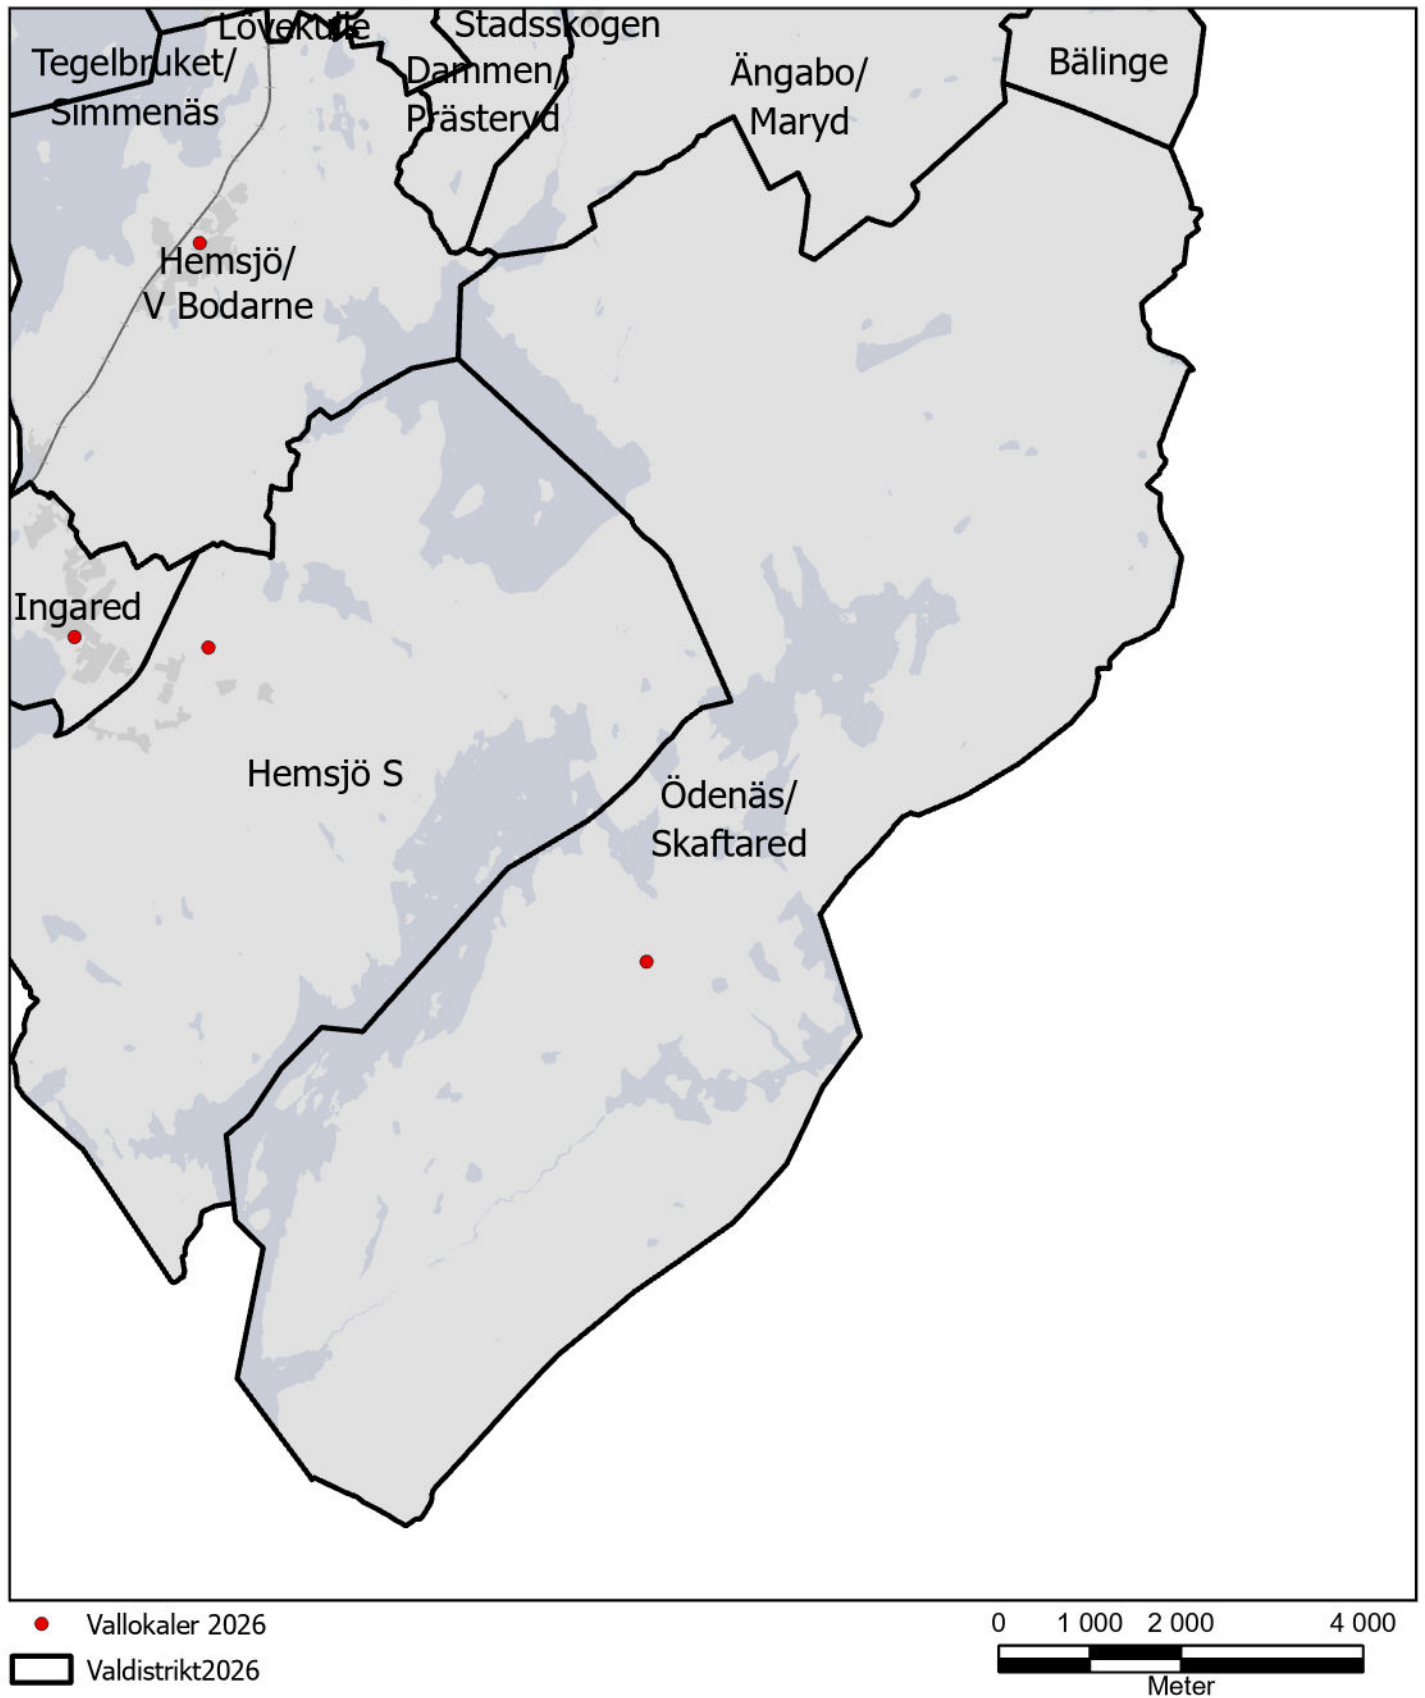 Lövekulle
Stadsskogen
Tegelbruket/
Simmenäs
Dammen/
Prästeryd
Ängabo/
Maryd
Bälinge
Hemsjö/
V Bodarne
Ingared
Hemsjö S
Ödenäs/
Skaftared
Vallokaler 2026
Valdistrikt2026
0 1 000 2 000 4 000
Meter